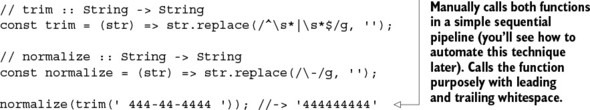 // trim :: String -> String
const trim = (str) => str.replace(/^\s*|\s*$/g, '');
// normalize :: String -> String
const normalize = (str) => str.replace(/\-/g, '');
normalize(trim(' 444-44-4444 ')); //-> '444444444'
Manually calls both functions
in a simple sequential
pipeline (you'll see how to
automate this technique
later). Calls the function
purposely with leading
and trailing whitespace.